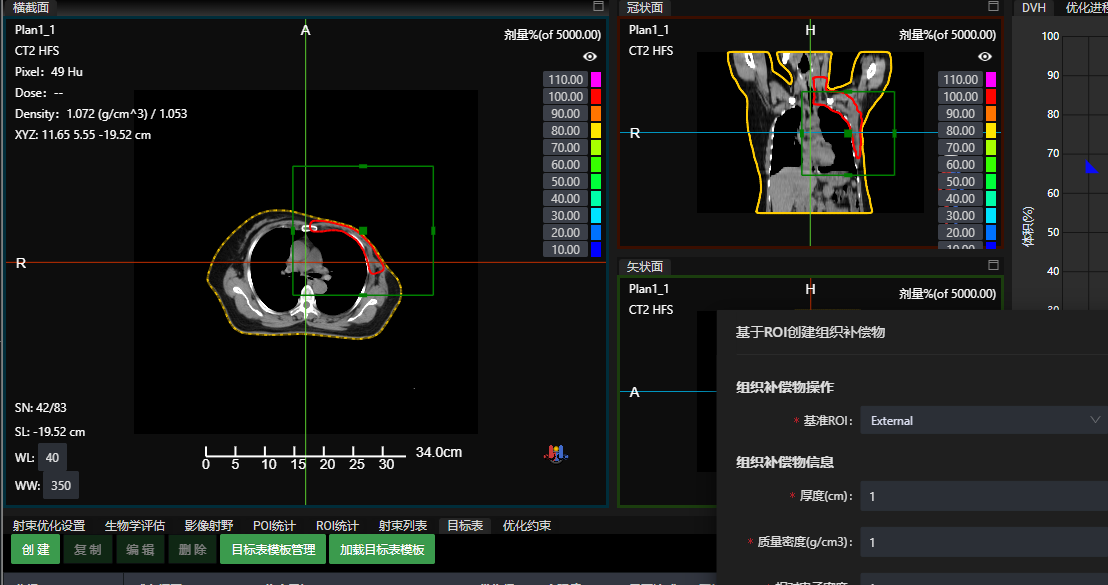 横截面
Plan1_1
CT2 HFS
Pixel：49 Hu
Dose：--
Density: 1.072 (g/cm^3) / 1.053
XYZ: 11.65 5.55 -19.52 cm
A
R
剂量%(of 5000.00)
110.00
100.00
90.00
80.00
70.00
60.00
50.00
40.00
30.00
20.00
10.00
SN: 42/83
SL: -19.52 cm
WL: 40
WW: 350
0 5 10 15 20 25 30 34.0cm
冠状面
Plan1_1
CT2 HFS
H
R
剂量%(of 5000.00)
110.00
100.00
90.00
80.00
70.00
60.00
50.00
40.00
30.00
20.00
10.00
矢状面
Plan1_1
CT2 HFS
H
A
剂量%(of 5000.00)
DVH 优化进程
100
90
80
70
60
50
40
30
体积(%)
基于ROI创建组织补偿物
组织补偿物操作
* 基准ROI: External
组织补偿物信息
* 厚度(cm): 1
* 质量密度(g/cm3): 1
射束优化设置 生物学评估 影像射野 POI统计 ROI统计 射束列表 目标表 优化约束
创 建 复 制 编 辑 删 除 目标表模板管理 加载目标表模板